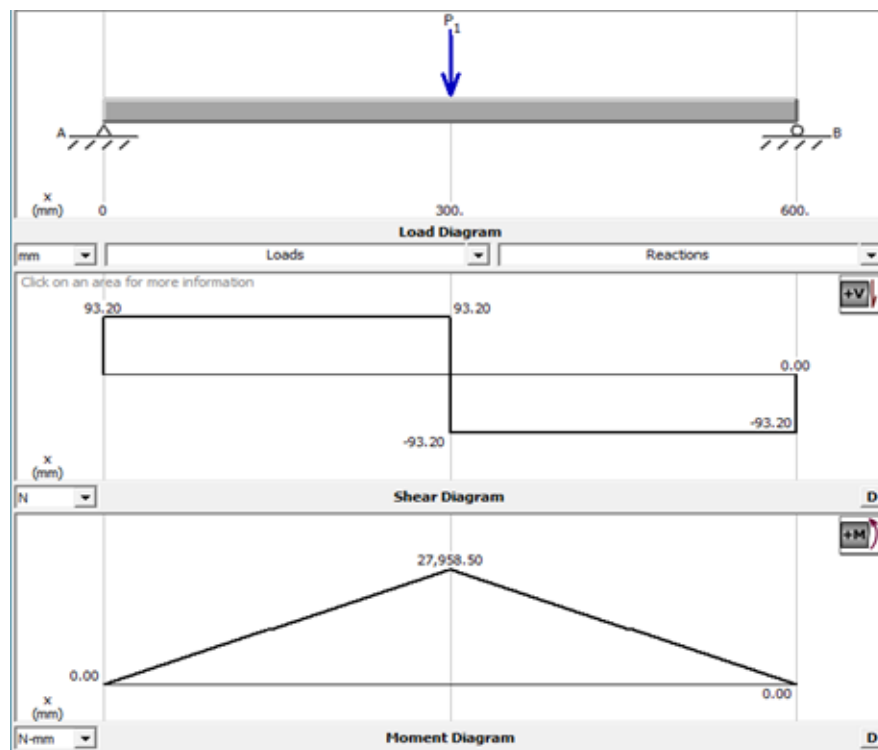 P1
A
B
x
(mm)
0
300.
600.
Load Diagram
mm
Loads
Reactions
Click on an area for more information
+V
93.20
93.20
0.00
-93.20
-93.20
x
(mm)
N
Shear Diagram
D
+M
27,958.50
0.00
0.00
x
(mm)
N-mm
Moment Diagram
D